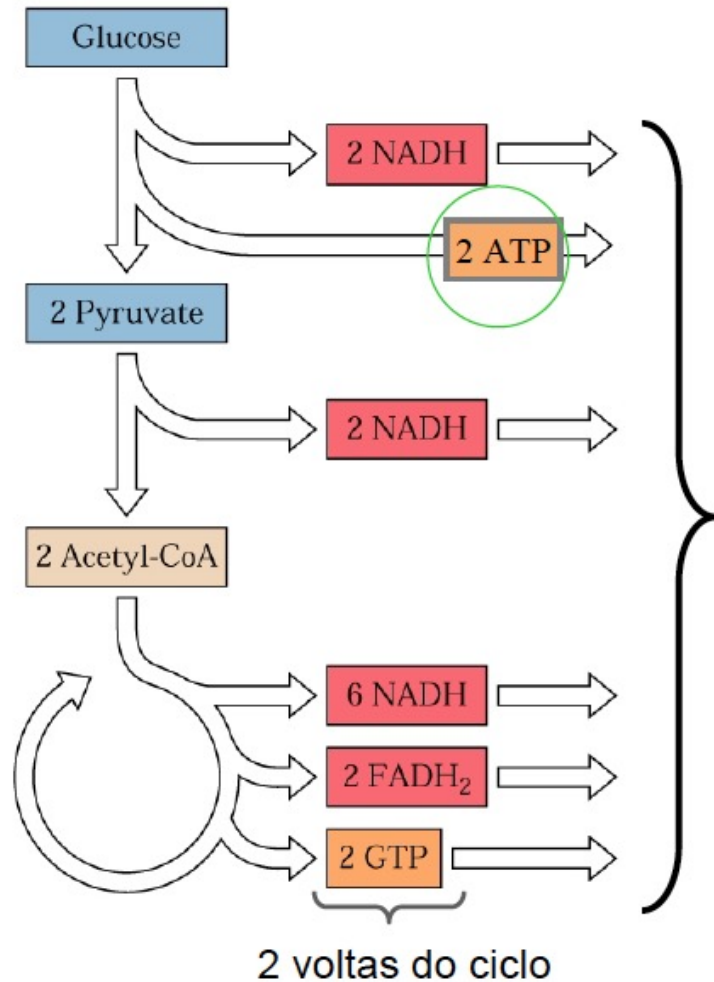 Glucose
2 NADH
2 ATP
2 Pyruvate
2 NADH
2 Acetyl-CoA
6 NADH
2 FADH₂
2 GTP
2 voltas do ciclo